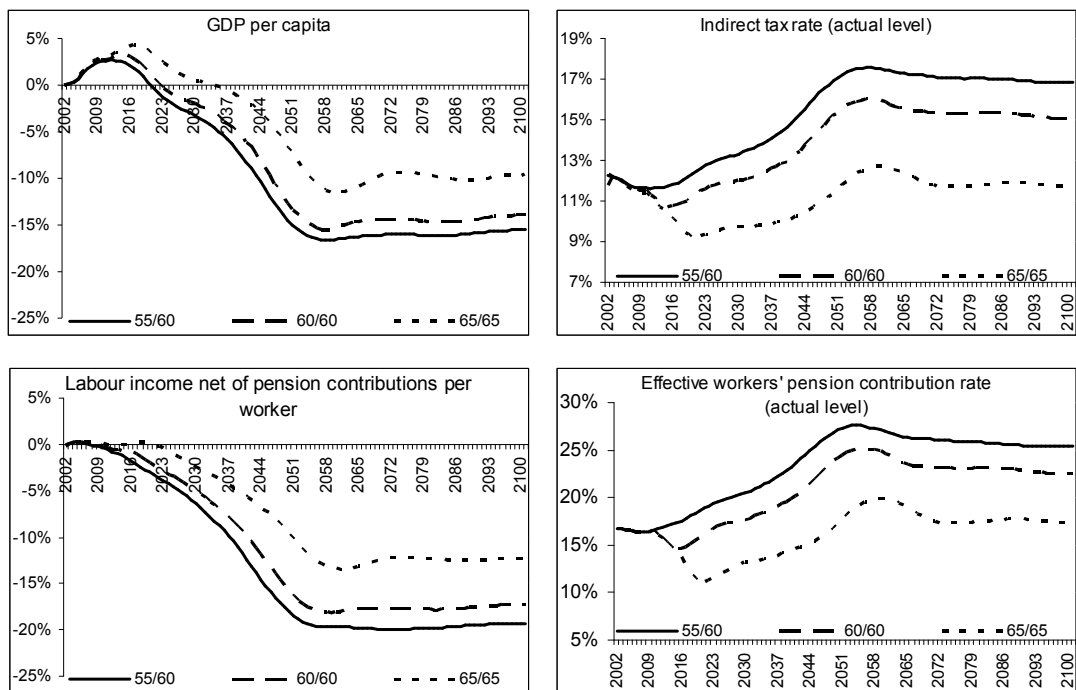 GDP per capita
5%
0%
-5%
-10%
-15%
-20%
-25%
2002 2009 2016 2023 2030 2037 2044 2051 2058 2065 2072 2079 2086 2093 2100
55/60 60/60 65/65
Indirect tax rate (actual level)
19%
17%
15%
13%
11%
9%
7%
55/60 60/60 65/65
2002 2009 2016 2023 2030 2037 2044 2051 2058 2065 2072 2079 2086 2093 2100
Labour income net of pension contributions per
worker
5%
0%
-5%
-10%
-15%
-20%
-25%
2002 2009 2016 2023 2030 2037 2044 2051 2058 2065 2072 2079 2086 2093 2100
55/60 60/60 65/65
Effective workers' pension contribution rate
(actual level)
30%
25%
20%
15%
10%
5%
55/60 60/60 65/65
2002 2009 2016 2023 2030 2037 2044 2051 2058 2065 2072 2079 2086 2093 2100